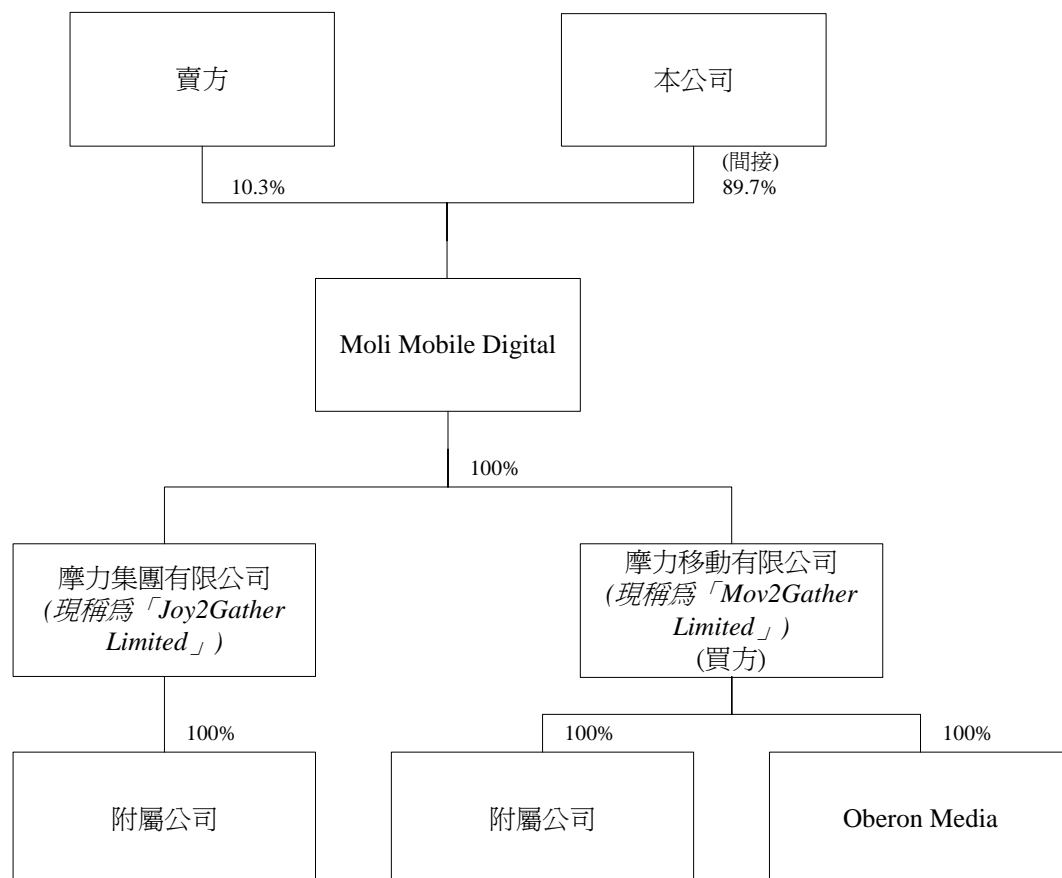 賣方
本公司
(間接)
10.3%
89.7%
Moli Mobile Digital
100%
摩力集團有限公司
(現稱爲「Joy2Gather
Limited」)
摩力移動有限公司
(現稱爲「Mov2Gather
Limited」)
(買方)
100%
100%
100%
附屬公司
附屬公司
Oberon Media